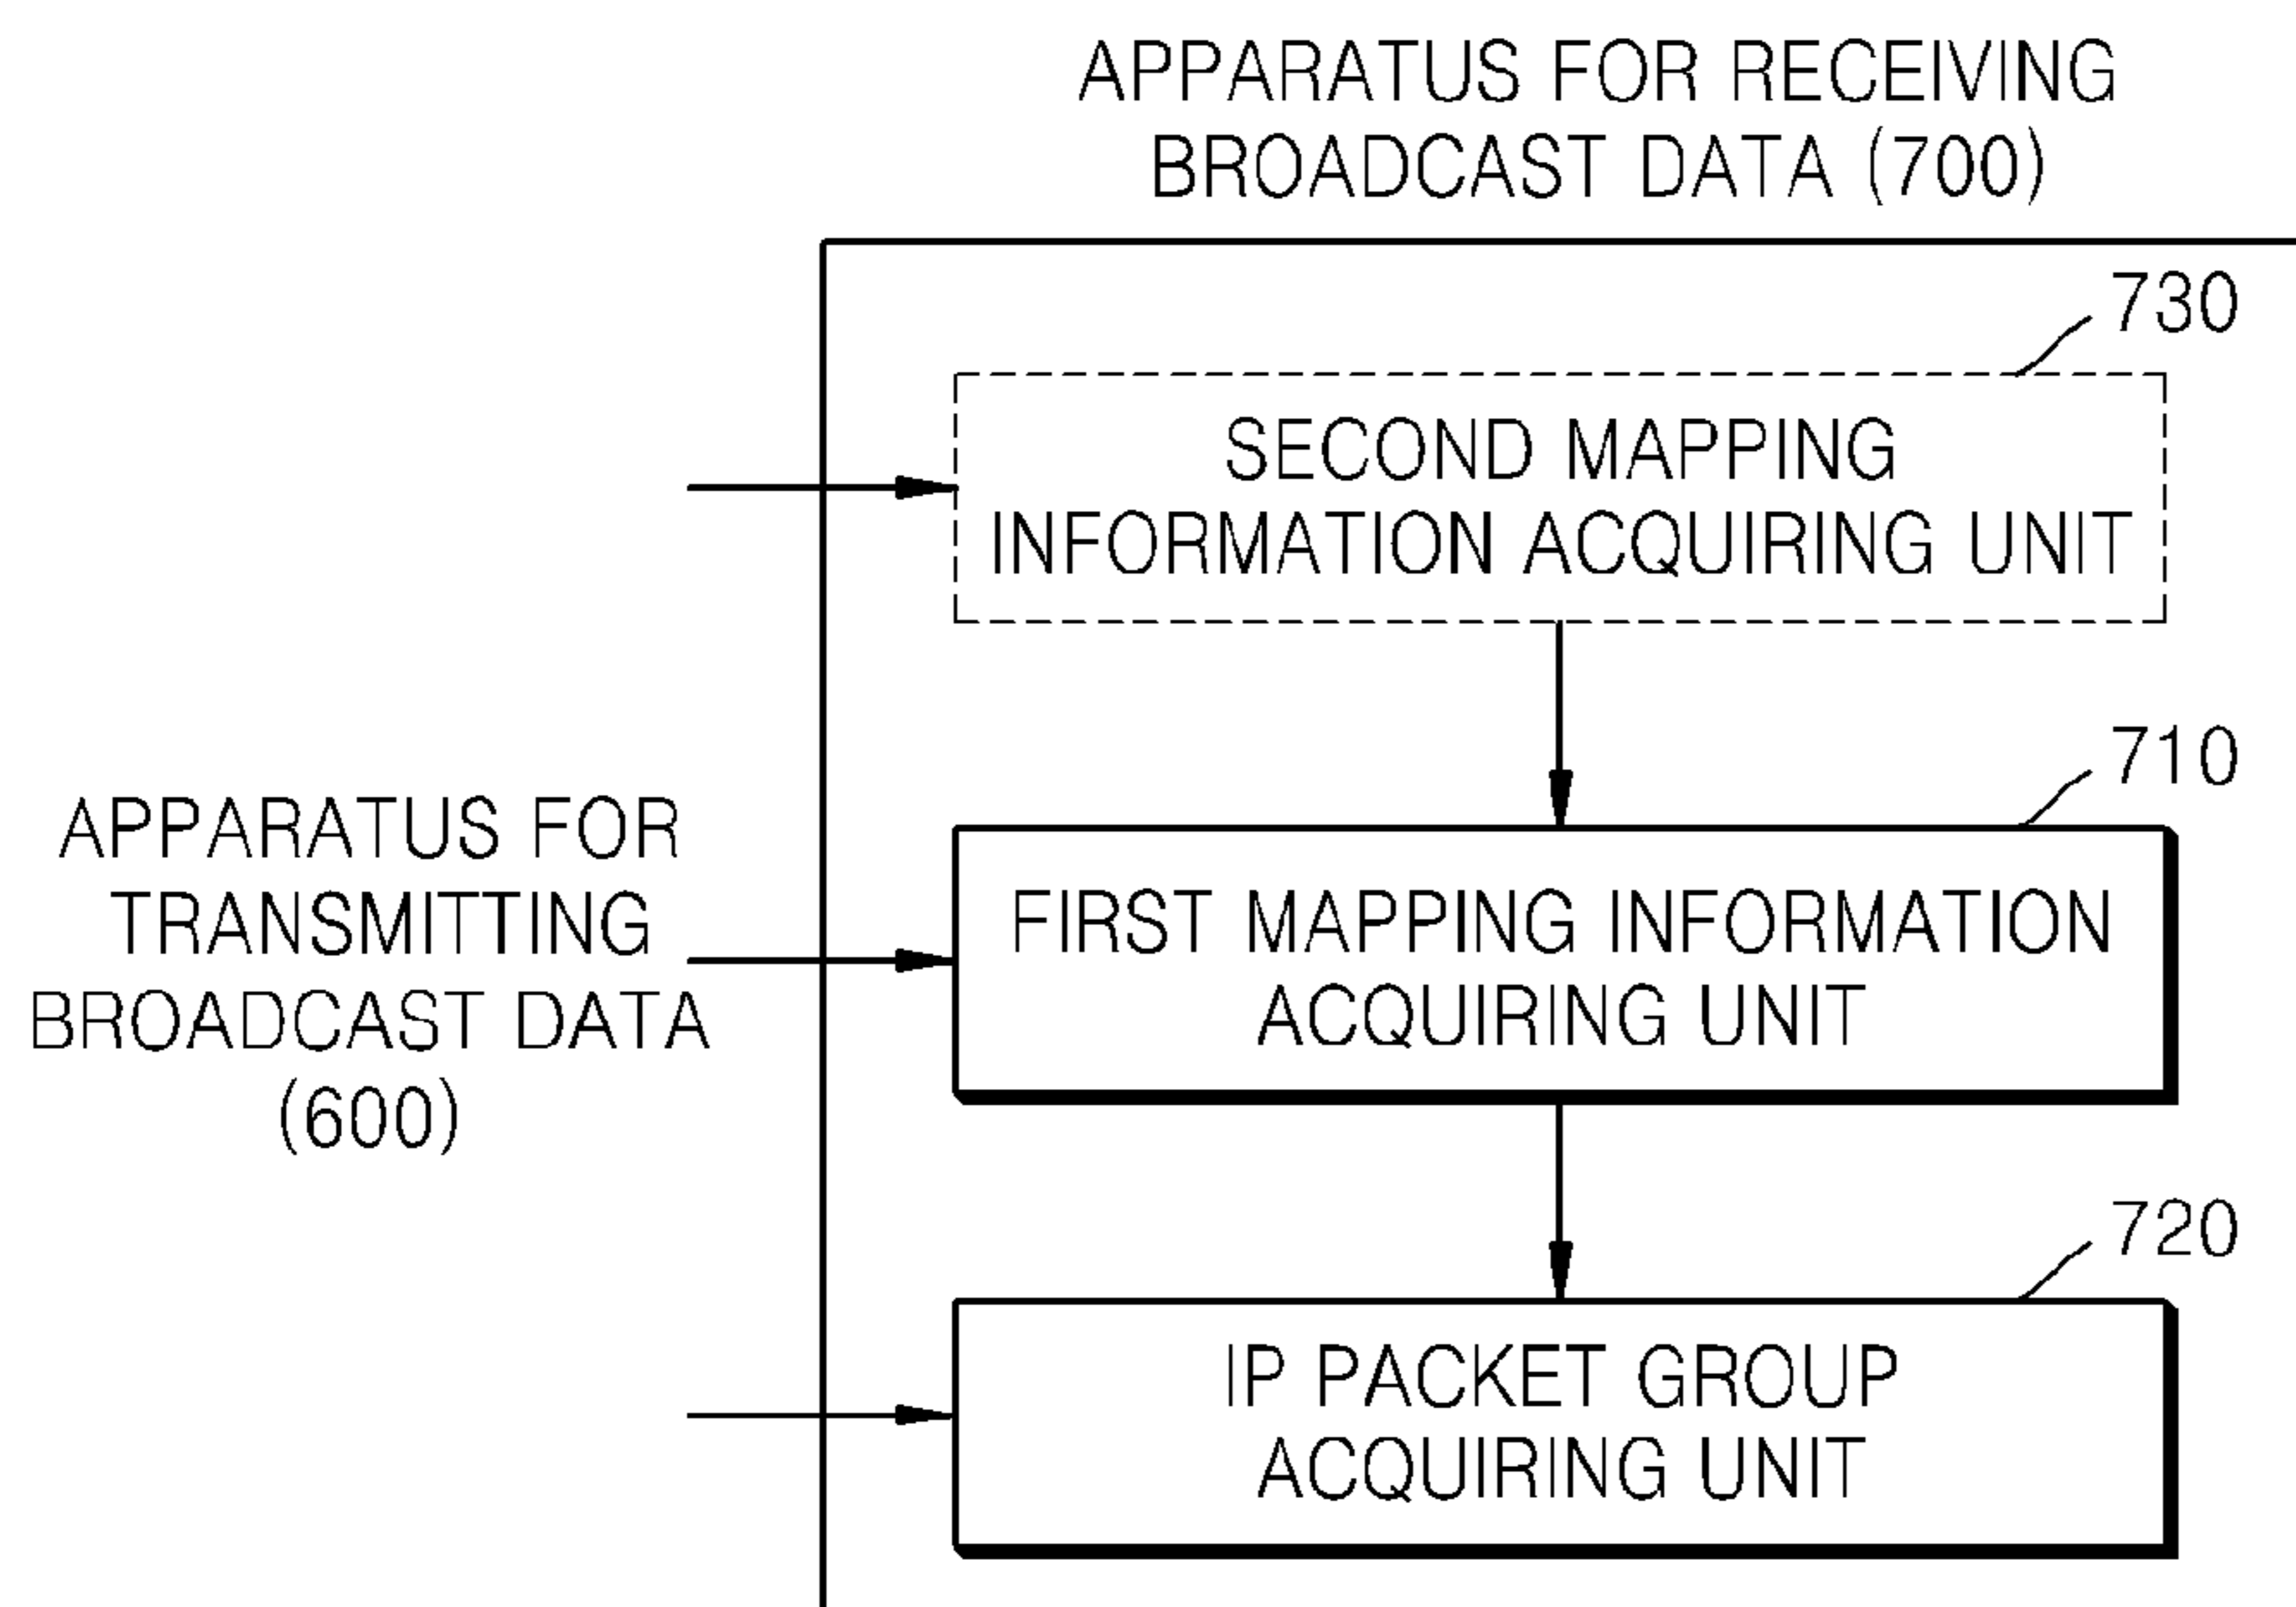 APPARATUS FOR RECEIVING
BROADCAST DATA (700)
730
SECOND MAPPING
INFORMATION ACQUIRING UNIT
710
APPARATUS FOR
TRANSMITTING
BROADCAST DATA
(600)
FIRST MAPPING INFORMATION
ACQUIRING UNIT
720
IP PACKET GROUP
ACQUIRING UNIT